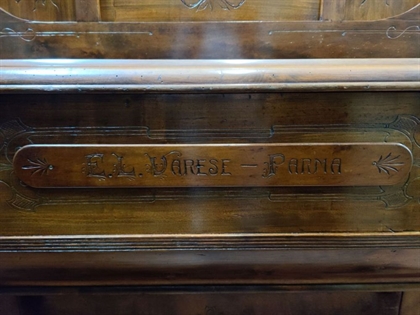 E.L. VARESE – PARMA